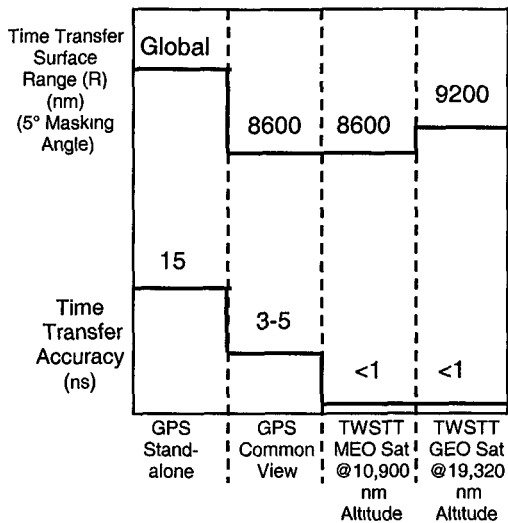 Time Transfer
Surface
Range (R)
(nm)
(5° Masking
Angle)
Global
8600
8600
9200
Time
Transfer
Accuracy
(ns)
15
3-5
<1
<1
GPS
Stand-
alone
GPS
Common
View
TWSTT
MEO Sat
@10,900
nm
Altitude
TWSTT
GEO Sat
@19,320
nm
Altitude